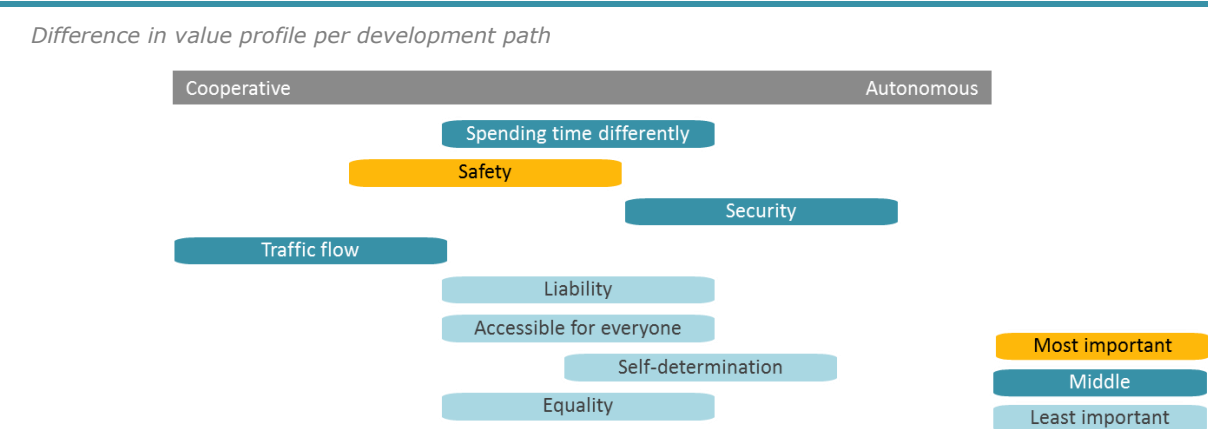 Difference in value profile per development path
Cooperative Autonomous
Spending time differently
Safety
Security
Traffic flow
Liability
Accessible for everyone
Self-determination
Equality
Most important
Middle
Least important